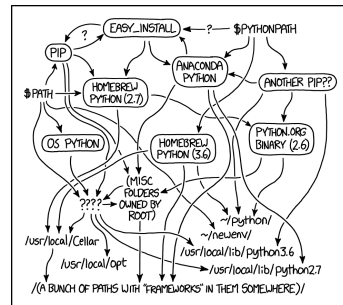 EASY_INSTALL
$PYTHONPATH
?
?
PIP
ANACONDA
PYTHON
ANOTHER PIP??
HOMEBREW
PYTHON (2.7)
$PATH
PYTHON.ORG
BINARY (2.6)
OS PYTHON
HOMEBREW
PYTHON (3.6)
(MISC
FOLDERS
OWNED BY
ROOT)
????
~/python/
~/newenv/
/usr/local/Cellar
/usr/local/opt
/usr/local/lib/python3.6
/usr/local/lib/python2.7
/(A BUNCH OF PATHS WITH "FRAMEWORKS" IN THEM SOMEWHERE)/